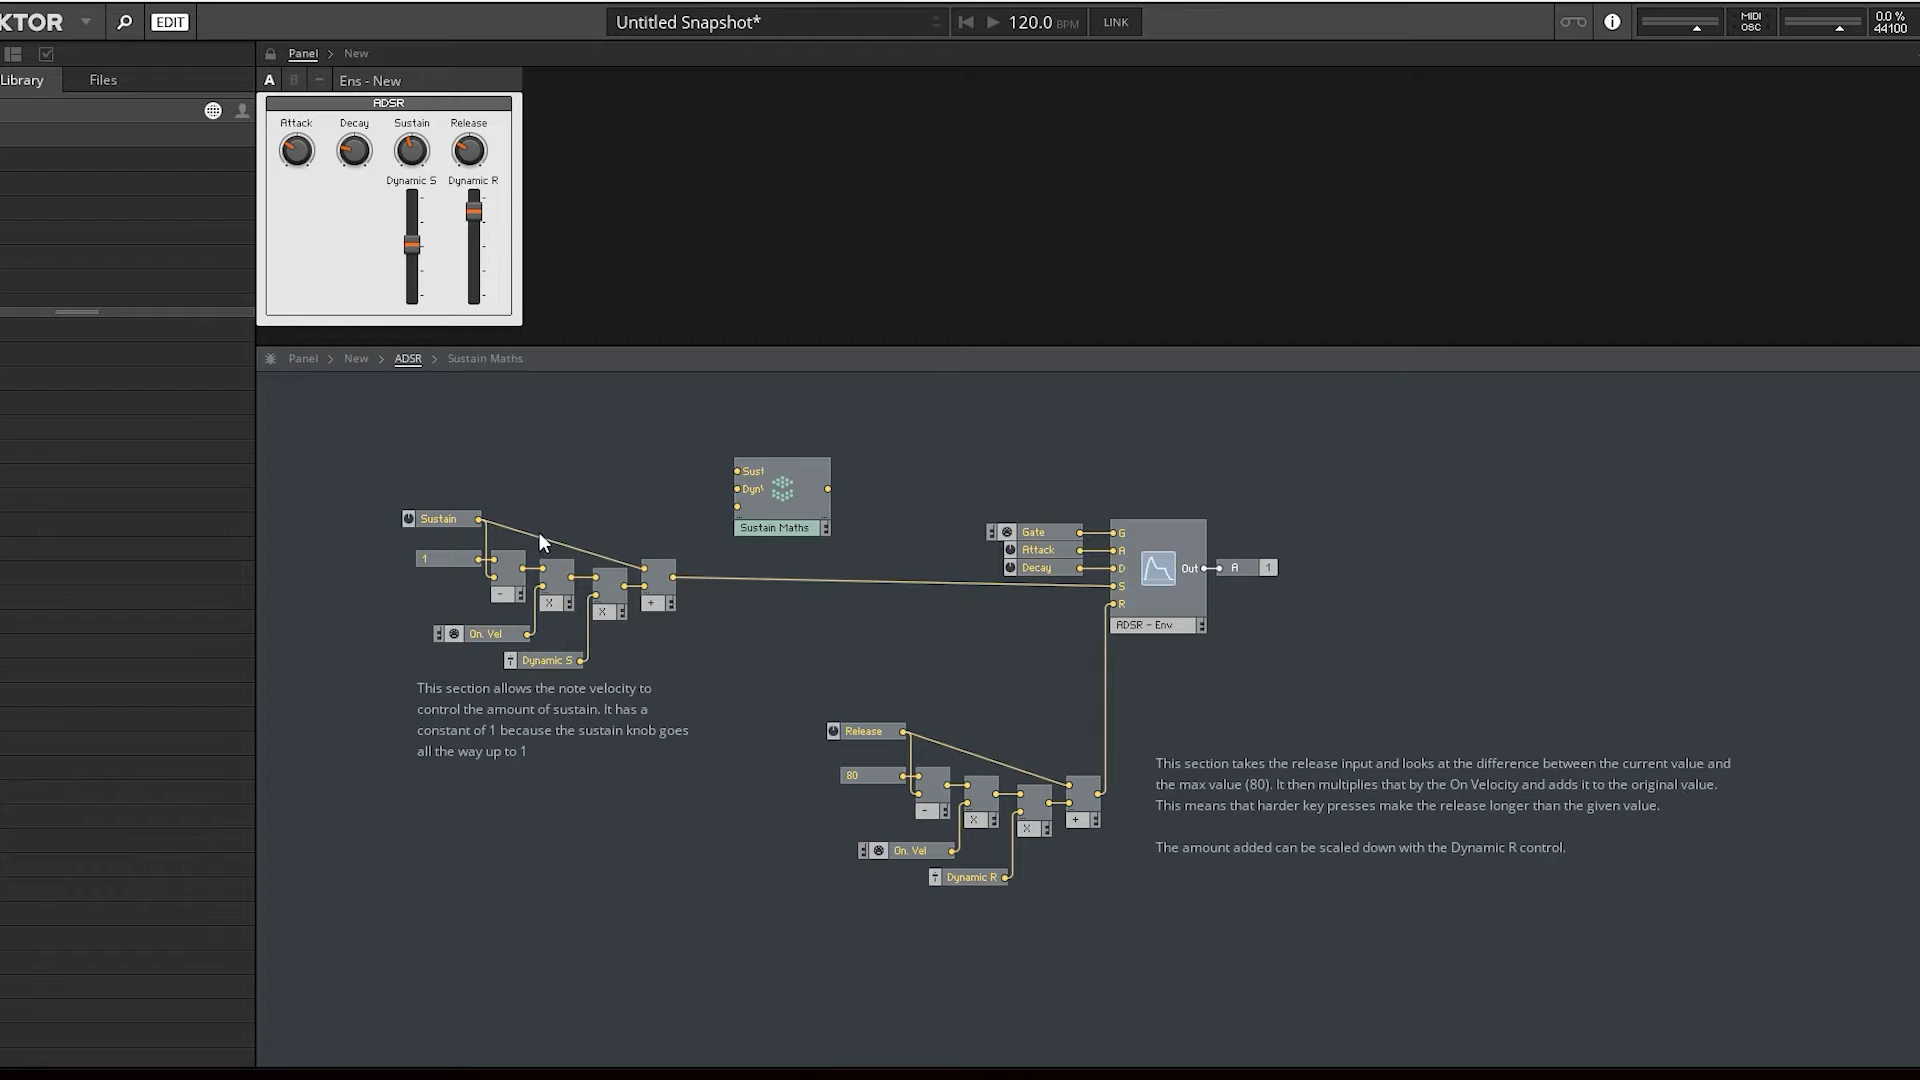 KTOR
EDIT
Untitled Snapshot*
120.0 BPM
LINK
MIDI
OSC
0.0 %
44100
Panel > New
Library
Files
A B
Ens - New
ADSR
Attack
Decay
Sustain
Release
Dynamic S
Dynamic R
Panel > New > ADSR > Sustain Maths
Sust
Dyn
Sustain Maths
Sustain
1
-
X
X
+
On. Vel
Dynamic S
This section allows the note velocity to
control the amount of sustain. It has a
constant of 1 because the sustain knob goes
all the way up to 1
Gate
Attack
Decay
G
A
D
S
R
Out
ADSR - Env
A 1
Release
80
-
X
X
+
On. Vel
Dynamic R
This section takes the release input and looks at the difference between the current value and
the max value (80). It then multiplies that by the On Velocity and adds it to the original value.
This means that harder key presses make the release longer than the given value.
The amount added can be scaled down with the Dynamic R control.